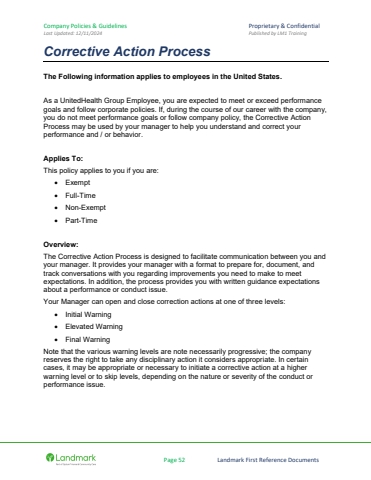 Company Policies & Guidelines
Proprietary & Confidential
Last Updated: 12/11/2024
Published by LMS Training
Corrective Action Process
The Following information applies to employees in the United States.
As a UnitedHealth Group Employee, you are expected to meet or exceed performance
goals and follow corporate policies. If, during the course of our career with the company,
you do not meet performance goals or follow company policy, the Corrective Action
Process may be used by your manager to help you understand and correct your
performance and / or behavior.
Applies To:
This policy applies to you if you are:
• Exempt
• Full-Time
• Non-Exempt
• Part-Time
Overview:
The Corrective Action Process is designed to facilitate communication between you and
your manager. It provides your manager with a format to prepare for, document, and
track conversations with you regarding improvements you need to make to meet
expectations. In addition, the process provides you with written guidance expectations
about a performance or conduct issue.
Your Manager can open and close correction actions at one of three levels:
• Initial Warning
• Elevated Warning
• Final Warning
Note that the various warning levels are note necessarily progressive; the company
reserves the right to take any disciplinary action it considers appropriate. In certain
cases, it may be appropriate or necessary to initiate a corrective action at a higher
warning level or to skip levels, depending on the nature or severity of the conduct or
performance issue.
Landmark
Page 52
Landmark First Reference Documents